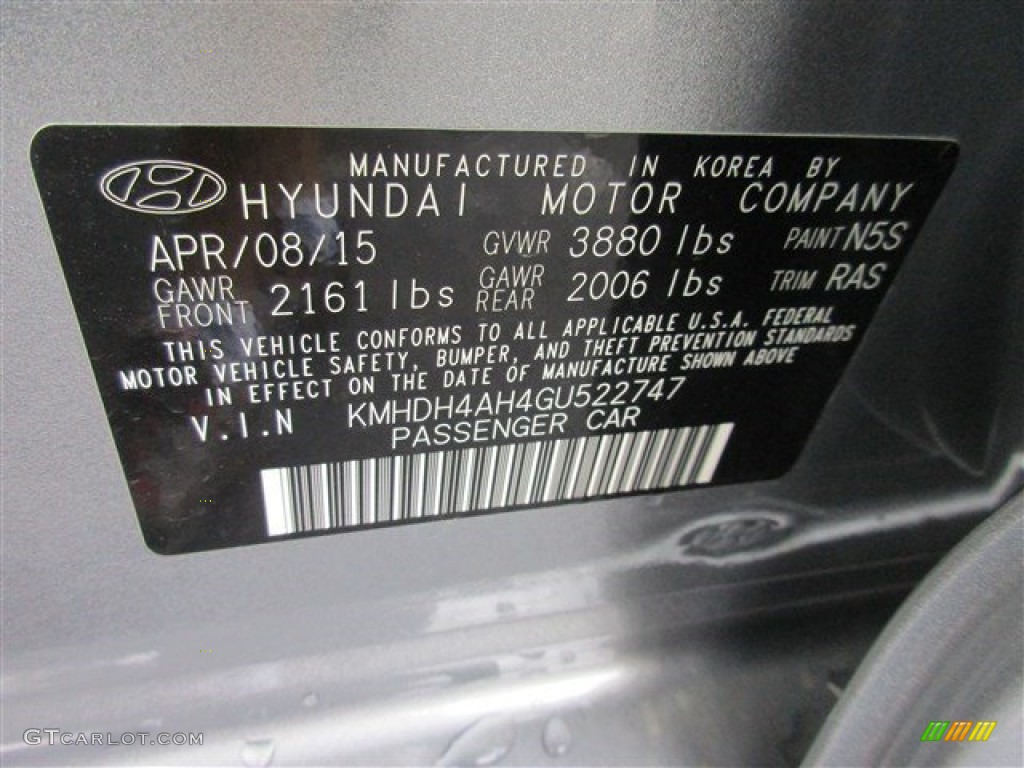 MANUFACTURED IN KOREA BY
HYUNDAI MOTOR COMPANY
APR/08/15 GVWR 3880 lbs PAINT N5S
GAWR FRONT 2161 lbs GAWR REAR 2006 lbs TRIM RAS
THIS VEHICLE CONFORMS TO ALL APPLICABLE U.S.A. FEDERAL
MOTOR VEHICLE SAFETY, BUMPER, AND THEFT PREVENTION STANDARDS
IN EFFECT ON THE DATE OF MANUFACTURE SHOWN ABOVE
V.I.N KMHDH4AH4GU522747
PASSENGER CAR
GTCARLOT.COM